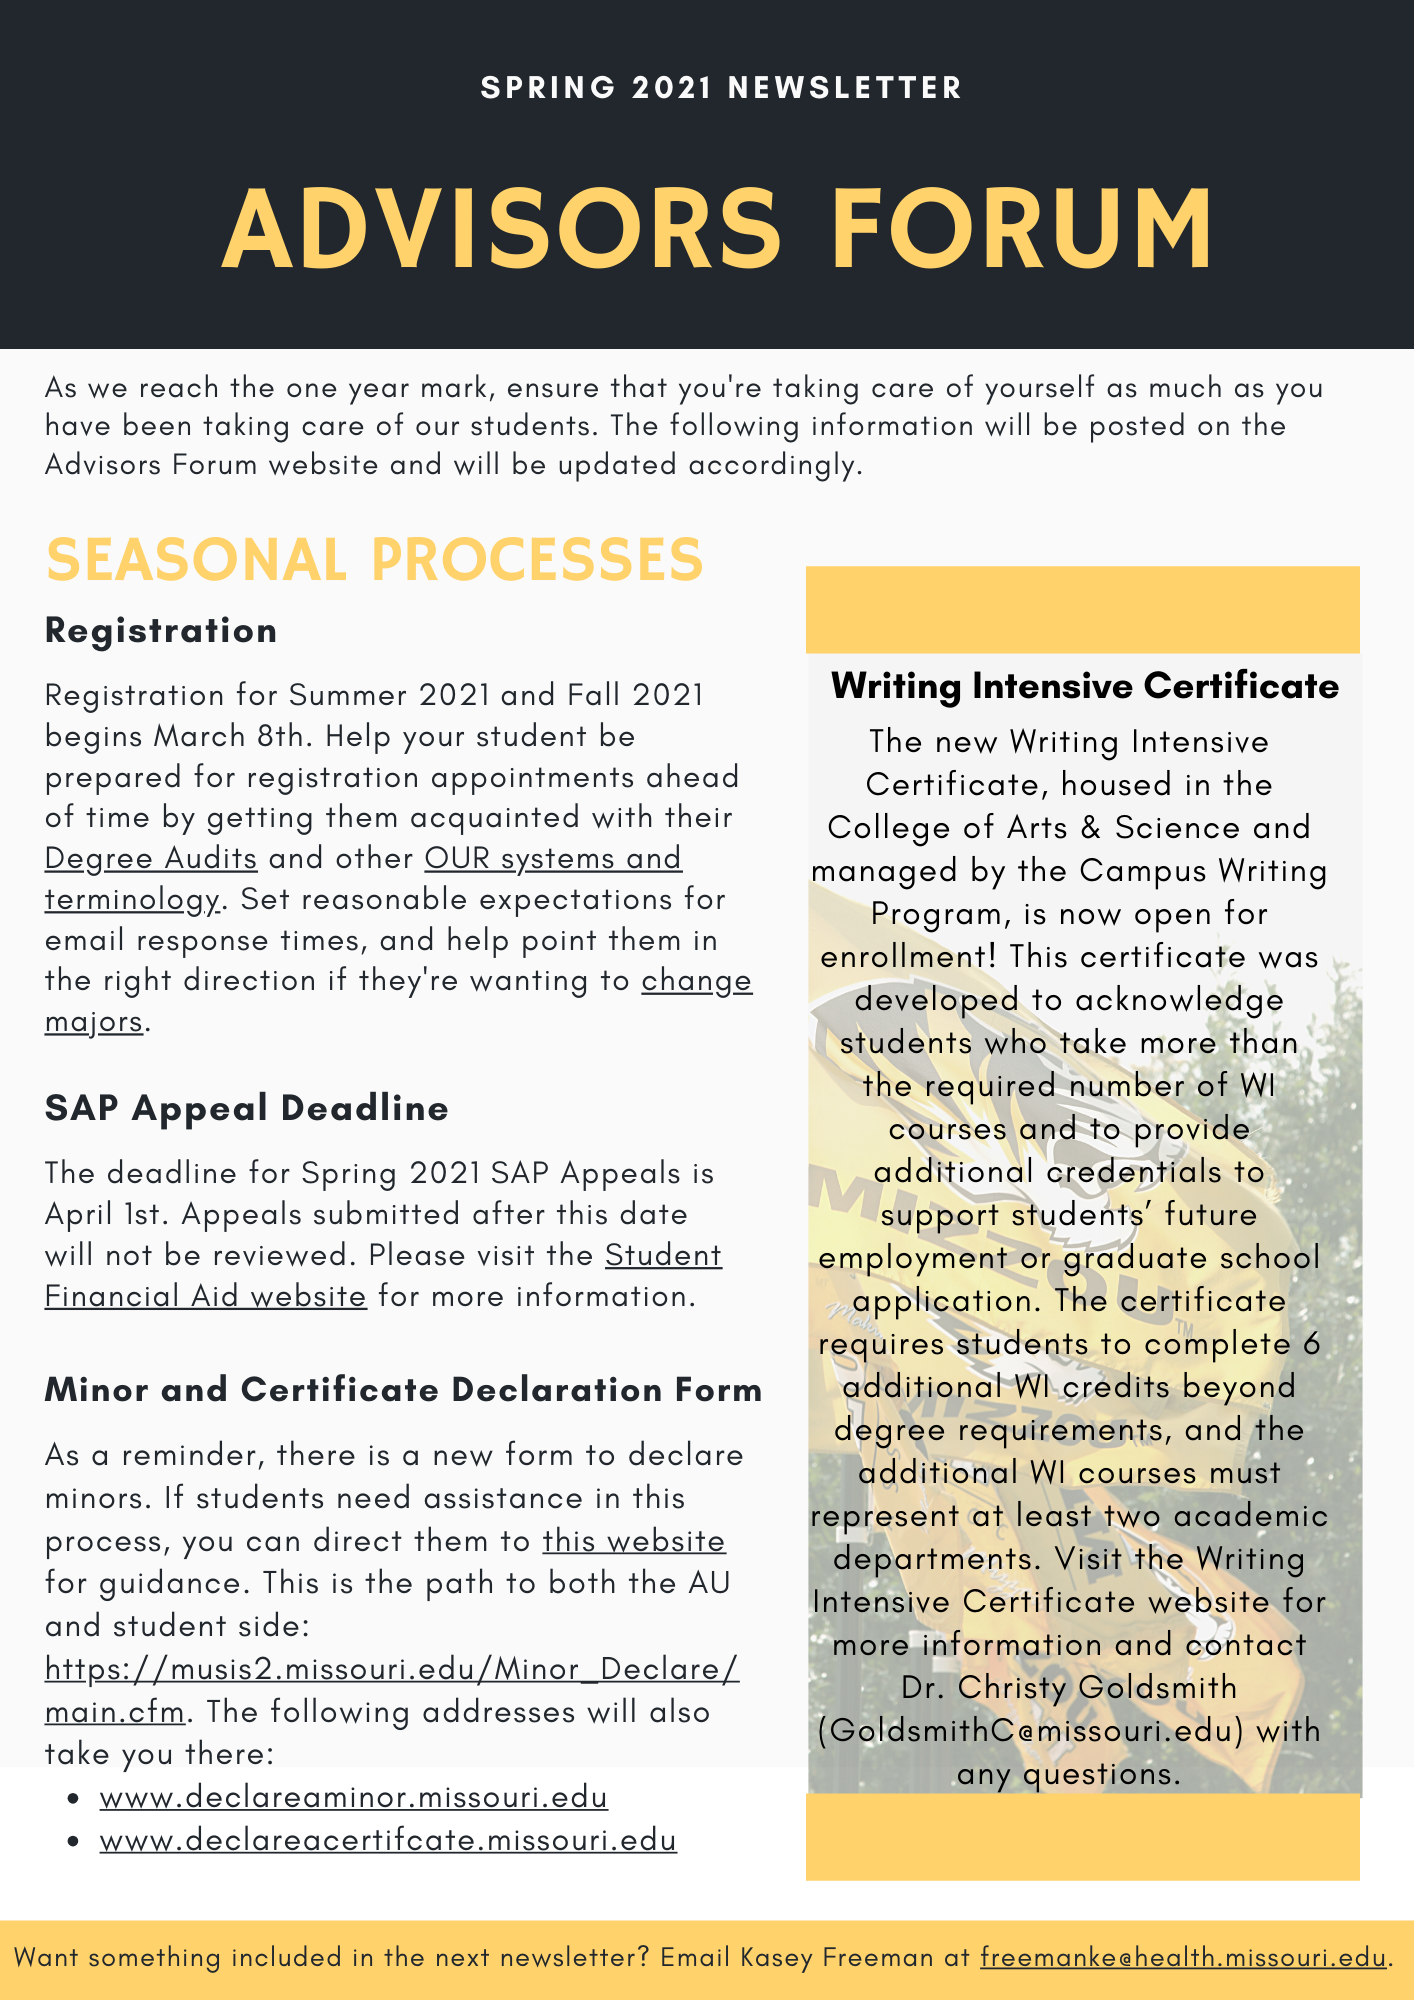 SPRING 2021 NEWSLETTER
ADVISORS FORUM
As we reach the one year mark, ensure that you're taking care of yourself as much as you
have been taking care of our students. The following information will be posted on the
Advisors Forum website and will be updated accordingly.
SEASONAL PROCESSES
Registration
Registration for Summer 2021 and Fall 2021
begins March 8th. Help your student be
prepared for registration appointments ahead
of time by getting them acquainted with their
Degree Audits and other OUR systems and
terminology. Set reasonable expectations for
email response times, and help point them in
the right direction if they're wanting to change
majors.
SAP Appeal Deadline
The deadline for Spring 2021 SAP Appeals is
April 1st. Appeals submitted after this date
will not be reviewed. Please visit the Student
Financial Aid website for more information.
Minor and Certificate Declaration Form
As a reminder, there is a new form to declare
minors. If students need assistance in this
process, you can direct them to this website
for guidance. This is the path to both the AU
and student side:
https://musis2.missouri.edu/Minor_Declare/
main.cfm. The following addresses will also
take you there:
• www.declareaminor.missouri.edu
• www.declareacertifcate.missouri.edu
Writing Intensive Certificate
The new Writing Intensive
Certificate, housed in the
College of Arts & Science and
managed by the Campus Writing
Program, is now open for
enrollment! This certificate was
developed to acknowledge
students who take more than
the required number of WI
courses and to provide
additional credentials to
support students’ future
employment or graduate school
application. The certificate
requires students to complete 6
additional WI credits beyond
degree requirements, and the
additional WI courses must
represent at least two academic
departments. Visit the Writing
Intensive Certificate website for
more information and contact
Dr. Christy Goldsmith
(GoldsmithC@missouri.edu) with
any questions.
MIZZOU TM
MIZZOU
Want something included in the next newsletter? Email Kasey Freeman at freemanke@health.missouri.edu.